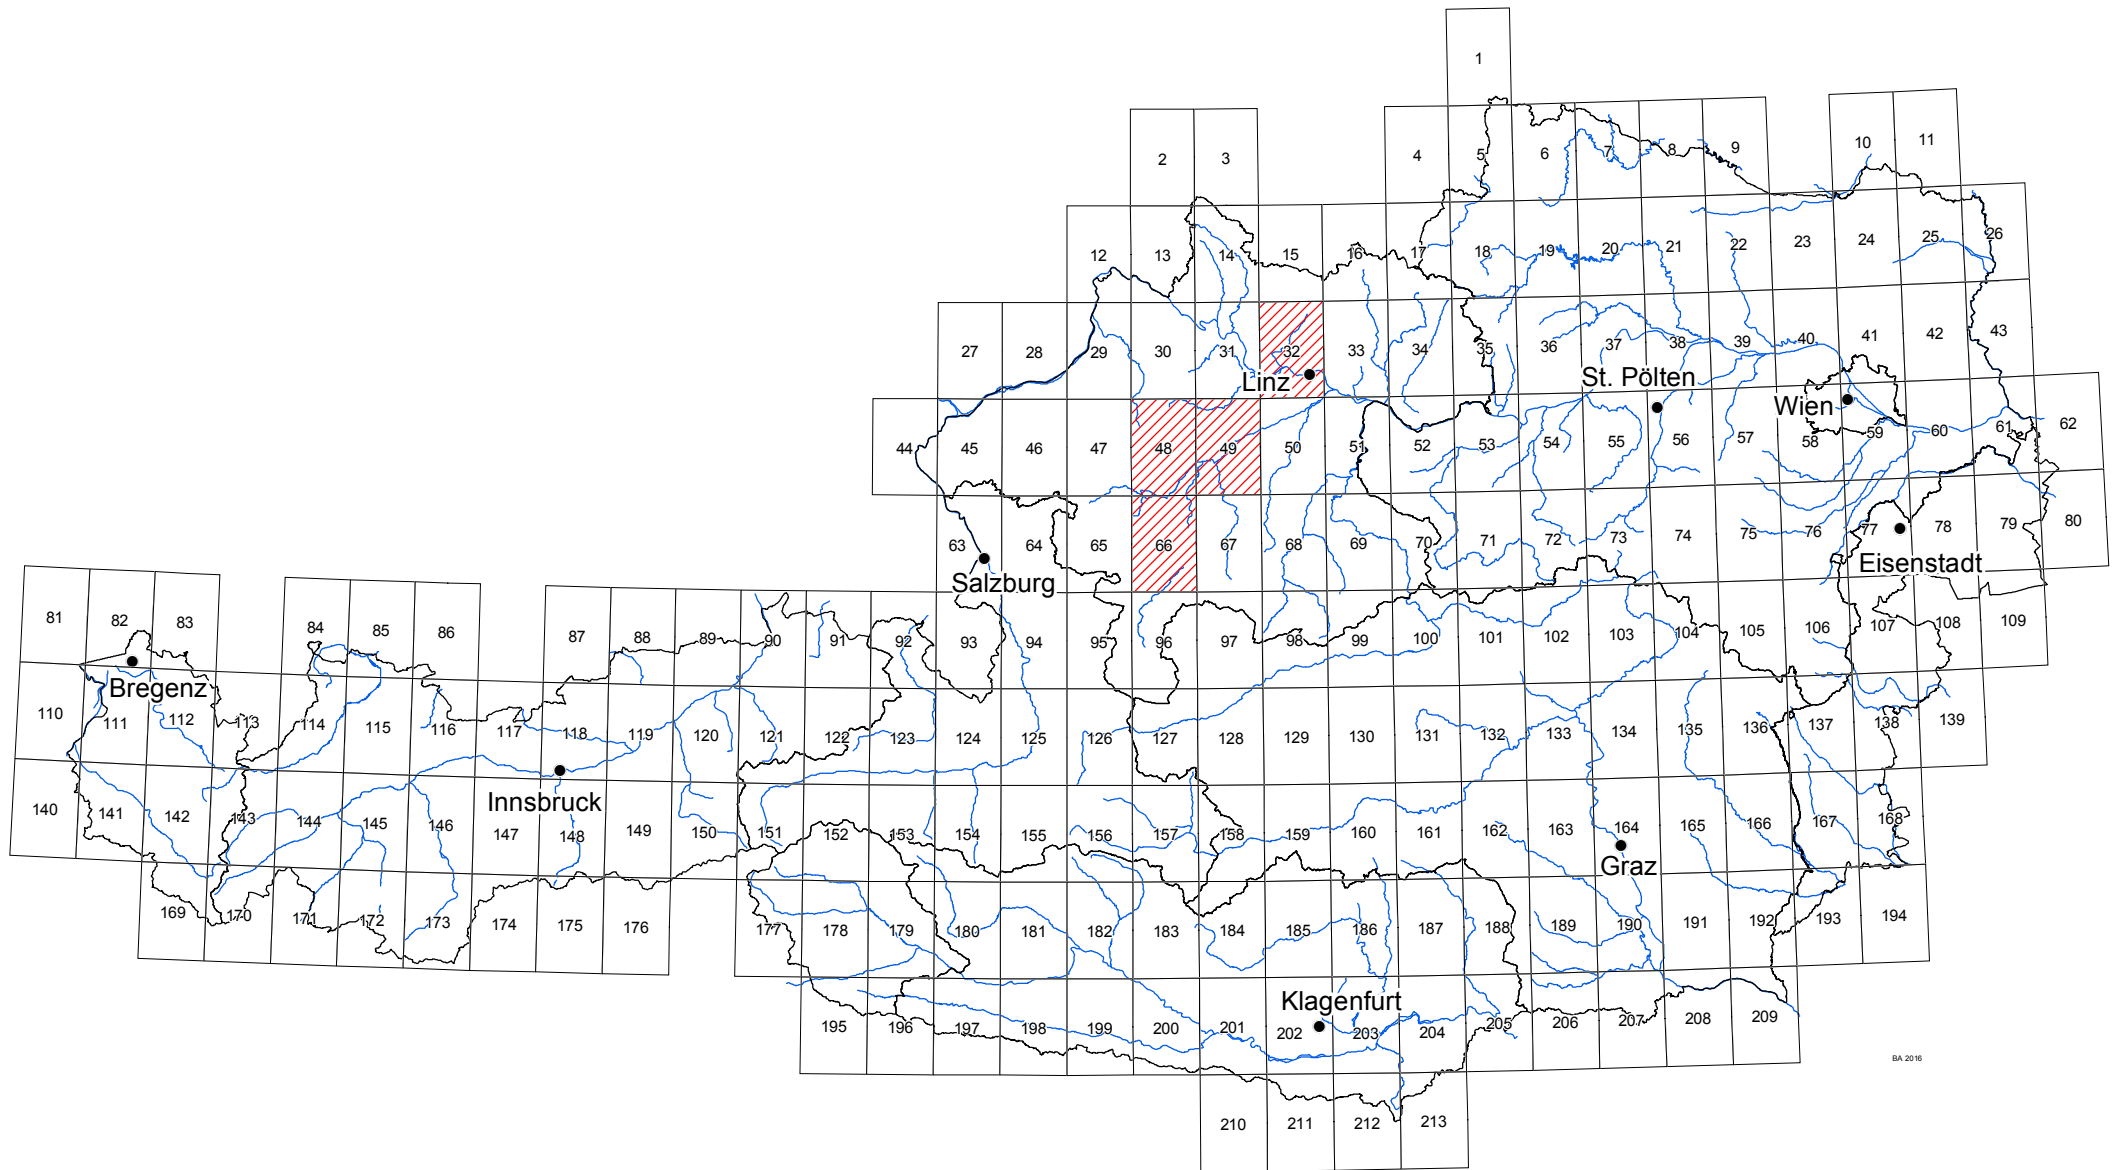 1
2 3 4 5 6 7 8 9 10 11
12 13 14 15 16 17 18 19 20 21 22 23 24 25 26
27 28 29 30 31 32 33 34 35 36 37 38 39 40 41 42 43
Linz St. Pölten Wien
44 45 46 47 48 49 50 51 52 53 54 55 56 57 58 59 60 61 62
63 64 65 66 67 68 69 70 71 72 73 74 75 76 77 78 79 80
Salzburg Eisenstadt
81 82 83 84 85 86 87 88 89 90 91 92 93 94 95 96 97 98 99 100 101 102 103 104 105 106 107 108 109
Bregenz
110 111 112 113 114 115 116 117 118 119 120 121 122 123 124 125 126 127 128 129 130 131 132 133 134 135 136 137 138 139
Innsbruck
140 141 142 143 144 145 146 147 148 149 150 151 152 153 154 155 156 157 158 159 160 161 162 163 164 165 166 167 168
Graz
169 170 171 172 173 174 175 176 177 178 179 180 181 182 183 184 185 186 187 188 189 190 191 192 193 194
Klagenfurt
195 196 197 198 199 200 201 202 203 204 205 206 207 208 209
BA 2016
210 211 212 213